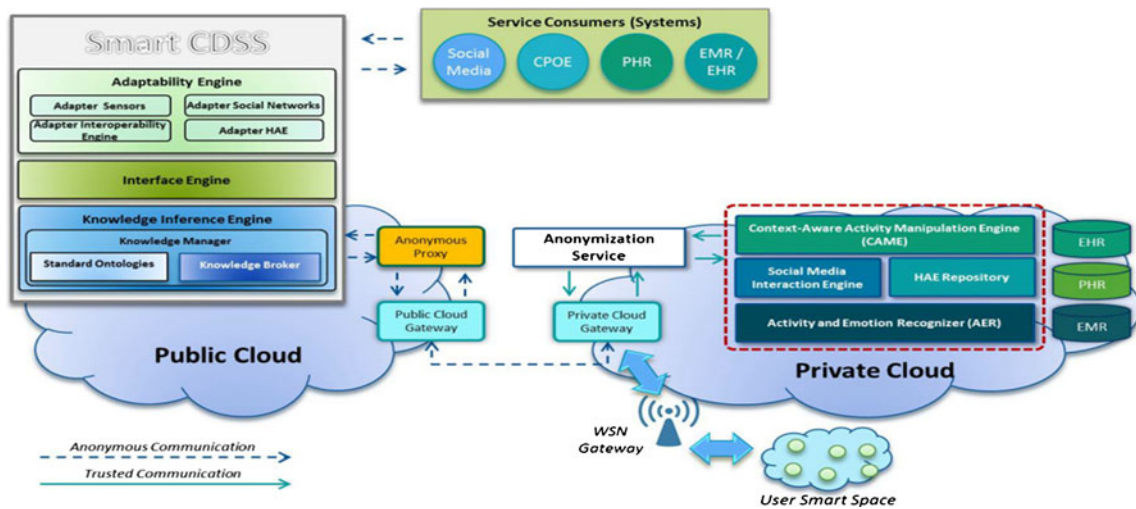 Smart CDSS
Adaptability Engine
Adapter Sensors
Adapter Social Networks
Adapter Interoperability
Engine
Adapter HAE
Interface Engine
Knowledge Inference Engine
Knowledge Manager
Standard Ontologies
Knowledge Broker
Service Consumers (Systems)
Social
Media
CPOE
PHR
EMR /
EHR
Anonymous
Proxy
Public Cloud
Gateway
Public Cloud
Anonymization
Service
Private Cloud
Gateway
Context-Aware Activity Manipulation Engine
(CAME)
Social Media
Interaction Engine
HAE Repository
Activity and Emotion Recognizer (AER)
EHR
PHR
EMR
Private Cloud
WSN
Gateway
User Smart Space
Anonymous Communication
Trusted Communication